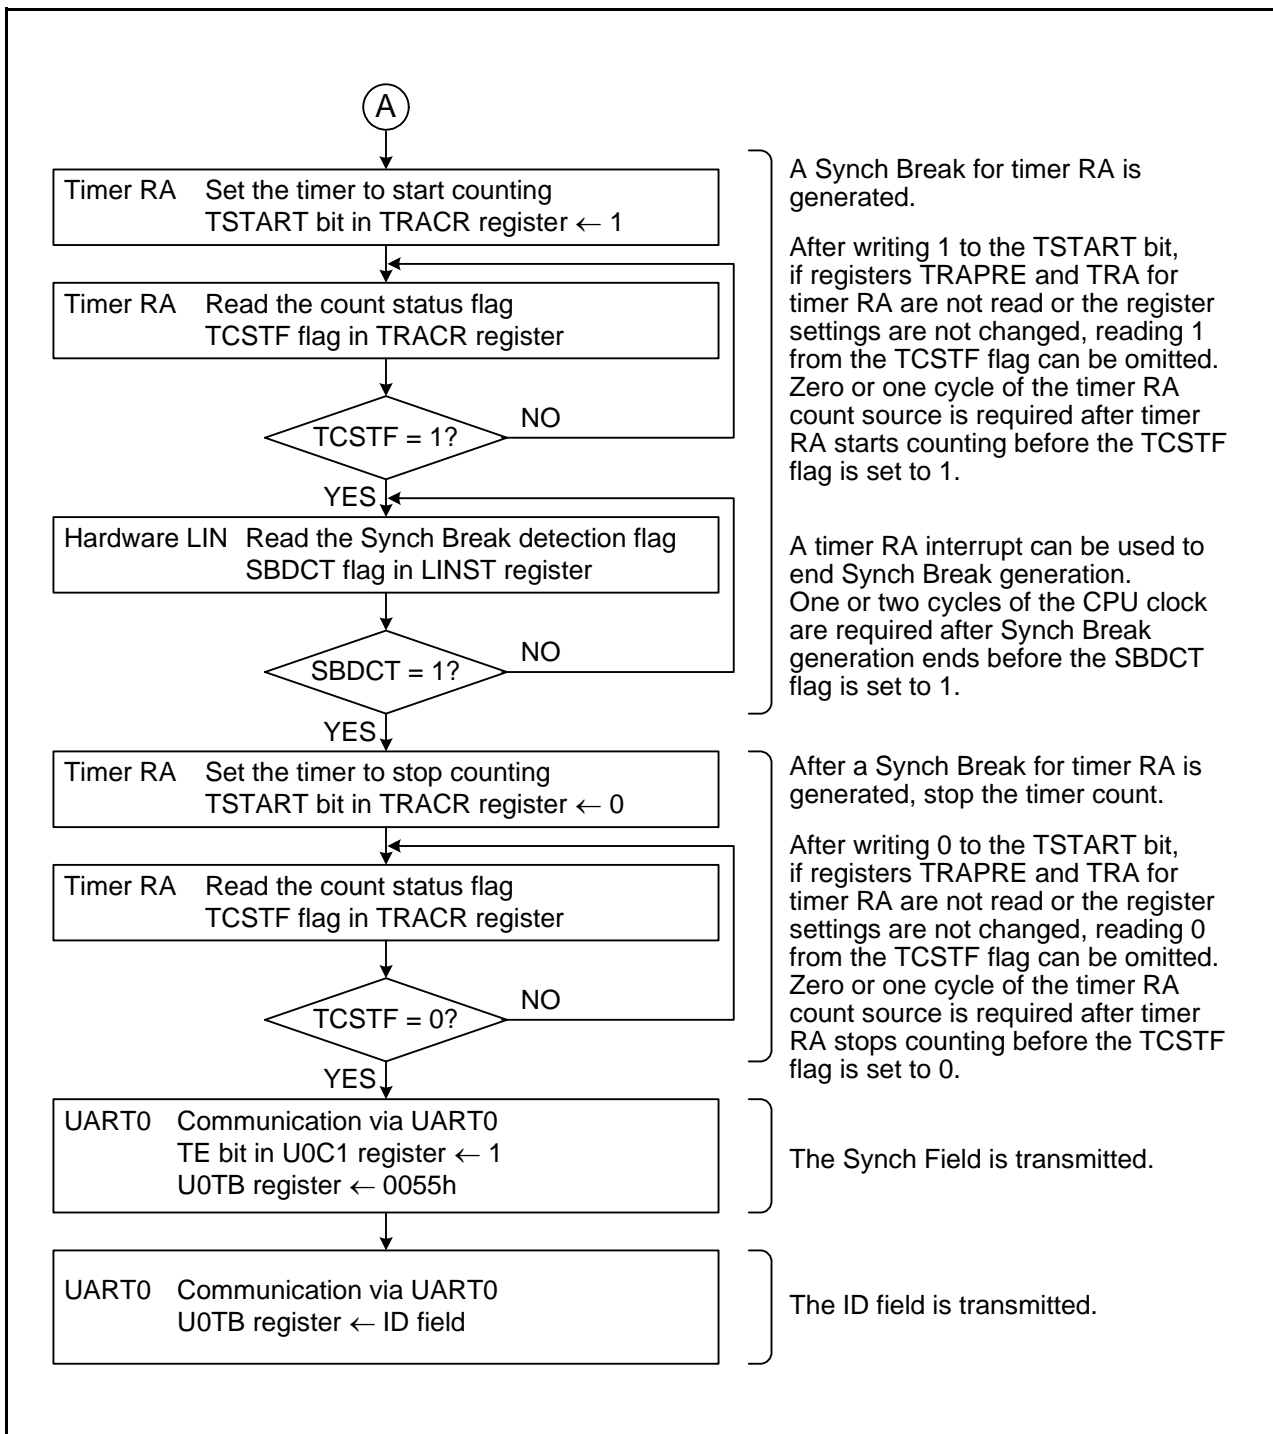 A
Timer RA Set the timer to start counting
TSTART bit in TRACR register ← 1
Timer RA Read the count status flag
TCSTF flag in TRACR register
TCSTF = 1?
NO
YES
Hardware LIN Read the Synch Break detection flag
SBDCT flag in LINST register
SBDCT = 1?
NO
YES
A Synch Break for timer RA is
generated.
After writing 1 to the TSTART bit,
if registers TRAPRE and TRA for
timer RA are not read or the register
settings are not changed, reading 1
from the TCSTF flag can be omitted.
Zero or one cycle of the timer RA
count source is required after timer
RA starts counting before the TCSTF
flag is set to 1.
A timer RA interrupt can be used to
end Synch Break generation.
One or two cycles of the CPU clock
are required after Synch Break
generation ends before the SBDCT
flag is set to 1.
Timer RA Set the timer to stop counting
TSTART bit in TRACR register ← 0
Timer RA Read the count status flag
TCSTF flag in TRACR register
TCSTF = 0?
NO
YES
After a Synch Break for timer RA is
generated, stop the timer count.
After writing 0 to the TSTART bit,
if registers TRAPRE and TRA for
timer RA are not read or the register
settings are not changed, reading 0
from the TCSTF flag can be omitted.
Zero or one cycle of the timer RA
count source is required after timer
RA stops counting before the TCSTF
flag is set to 0.
UART0 Communication via UART0
TE bit in U0C1 register ← 1
U0TB register ← 0055h
The Synch Field is transmitted.
UART0 Communication via UART0
U0TB register ← ID field
The ID field is transmitted.